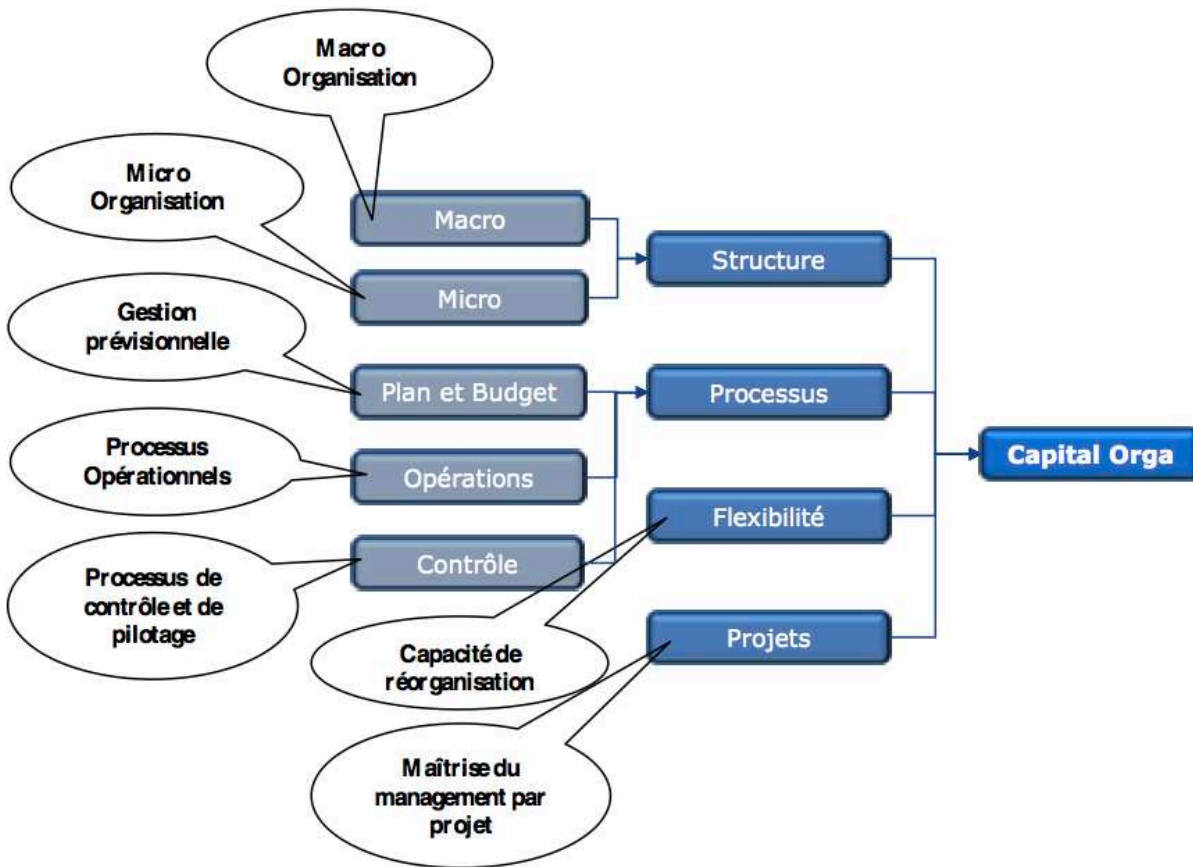 Macro
Organisation
Micro
Organisation
Macro
Structure
Micro
Gestion
prévisionnelle
Plan et Budget
Processus
Capital Orga
Processus
Opérationnels
Opérations
Flexibilité
Contrôle
Processus de
contrôle et de
pilotage
Projets
Capacité de
réorganisation
Maîtrise du
management par
projet